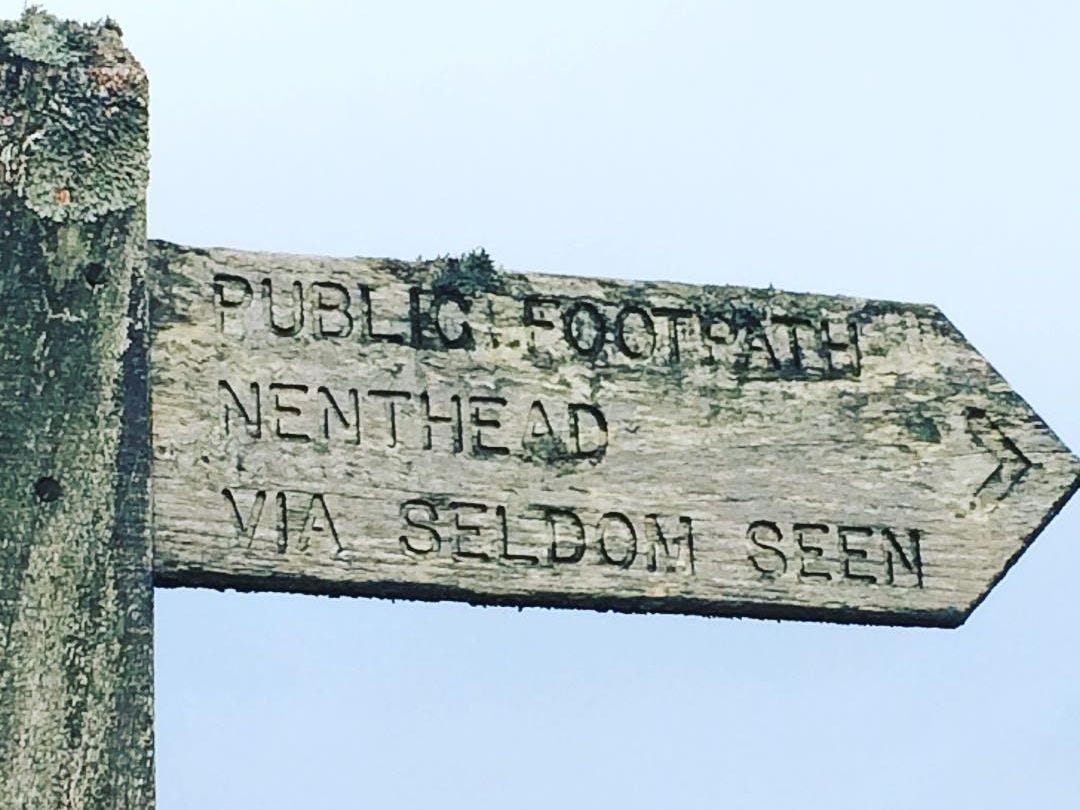 PUBLIC FOOTPATH
NENTHEAD
VIA SELDOM SEEN